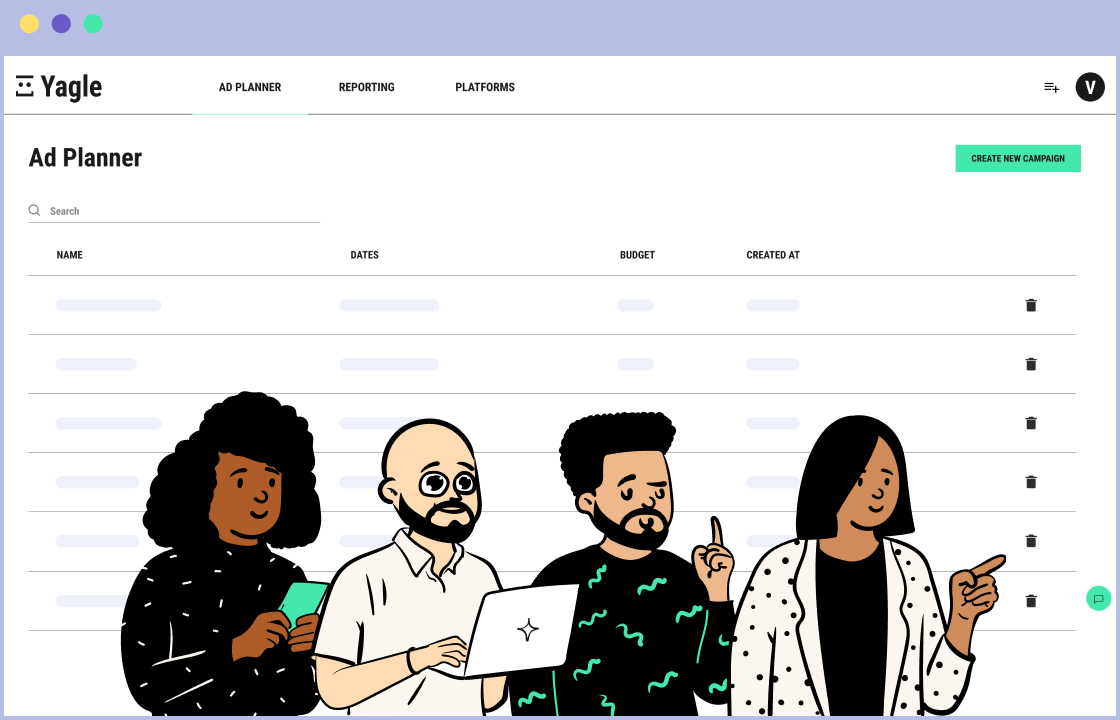 Yagle
AD PLANNER
REPORTING
PLATFORMS
V
Ad Planner
CREATE NEW CAMPAIGN
Search
NAME
DATES
BUDGET
CREATED AT